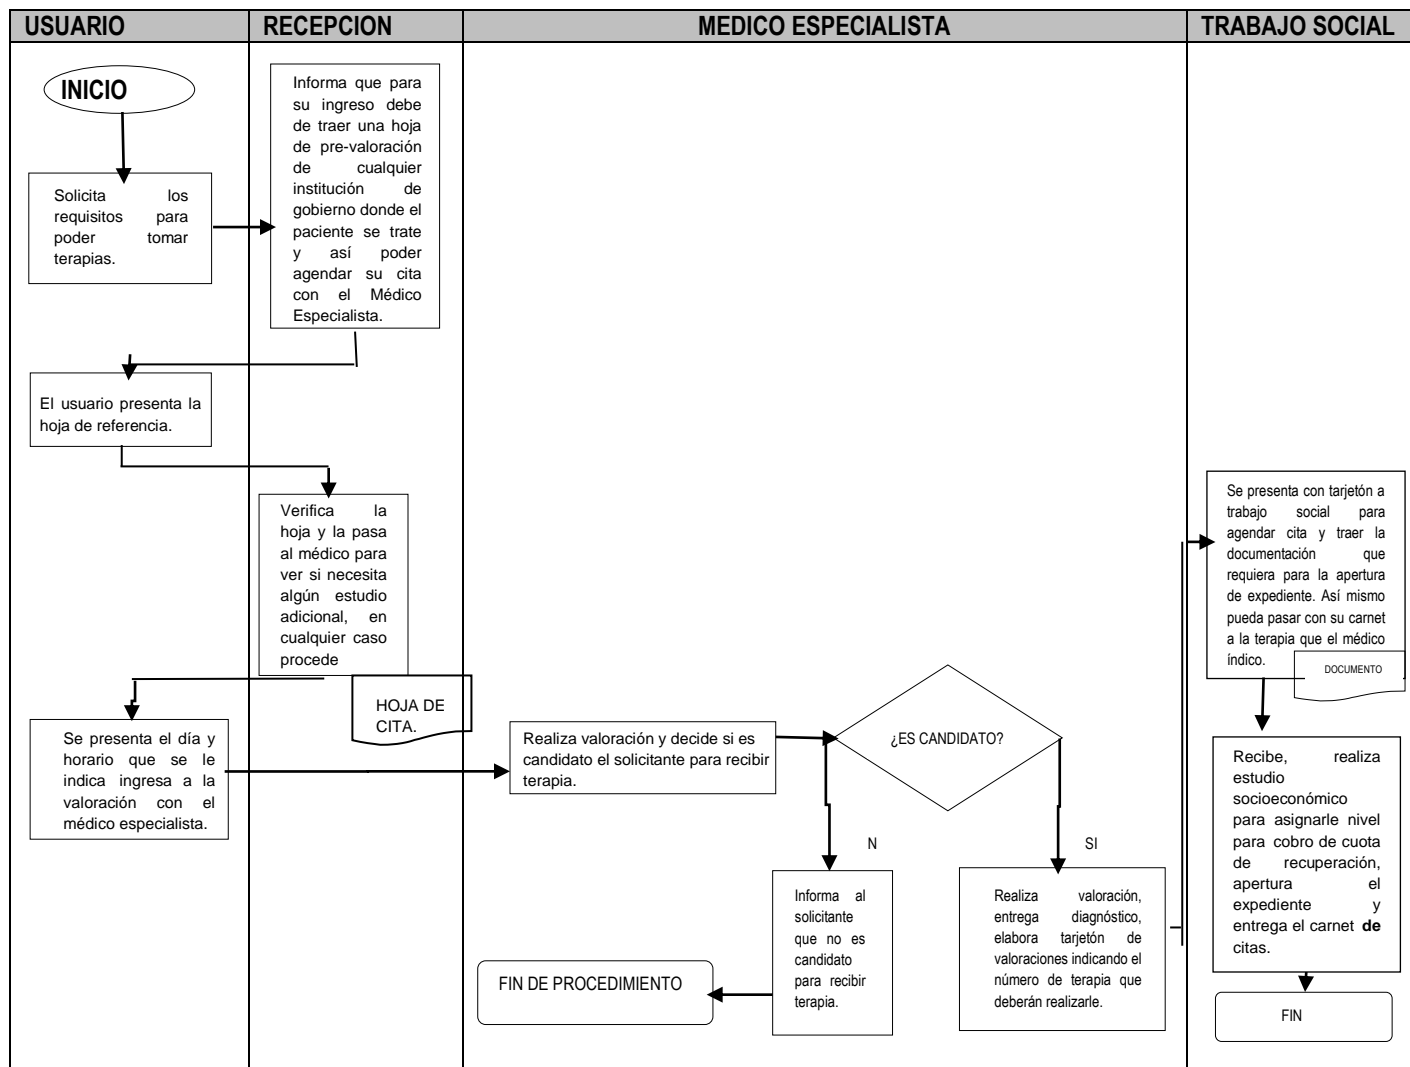 USUARIO
RECEPCION
MEDICO ESPECIALISTA
TRABAJO SOCIAL
INICIO
Solicita los
requisitos para
poder tomar
terapias.
Informa que para
su ingreso debe
de traer una hoja
de pre-valoración
de cualquier
institución de
gobierno donde el
paciente se trate
y así poder
agendar su cita
con el Médico
Especialista.
El usuario presenta la
hoja de referencia.
Verifica la
hoja y la pasa
al médico para
ver si necesita
algún estudio
adicional, en
cualquier caso
procede
HOJA DE
CITA.
Se presenta el día y
horario que se le
indica ingresa a la
valoración con el
médico especialista.
Realiza valoración y decide si es
candidato el solicitante para recibir
terapia.
¿ES CANDIDATO?
N
SI
Informa al
solicitante
que no es
candidato
para recibir
terapia.
FIN DE PROCEDIMIENTO
Realiza valoración,
entrega diagnóstico,
elabora tarjetón de
valoraciones indicando el
número de terapia que
deberán realizarle.
Se presenta con tarjetón a
trabajo social para
agendar cita y traer la
documentación que
requiera para la apertura
de expediente. Así mismo
pueda pasar con su carnet
a la terapia que el médico
índico.
DOCUMENTO
Recibe, realiza
estudio
socioeconómico
para asignarle nivel
para cobro de cuota
de recuperación,
apertura el
expediente y
entrega el carnet de
citas.
FIN